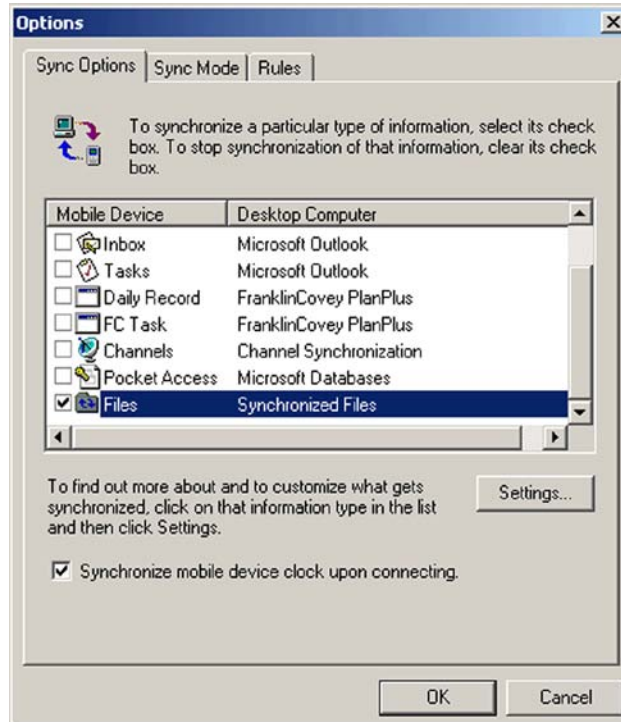 Options
Sync Options Sync Mode Rules
To synchronize a particular type of information, select its check
box. To stop synchronization of that information, clear its check
box.
Mobile Device Desktop Computer
Inbox Microsoft Outlook
Tasks Microsoft Outlook
Daily Record FranklinCovey PlanPlus
FC Task FranklinCovey PlanPlus
Channels Channel Synchronization
Pocket Access Microsoft Databases
Files Synchronized Files
To find out more about and to customize what gets
synchronized, click on that information type in the list
and then click Settings.
Settings...
Synchronize mobile device clock upon connecting.
OK Cancel